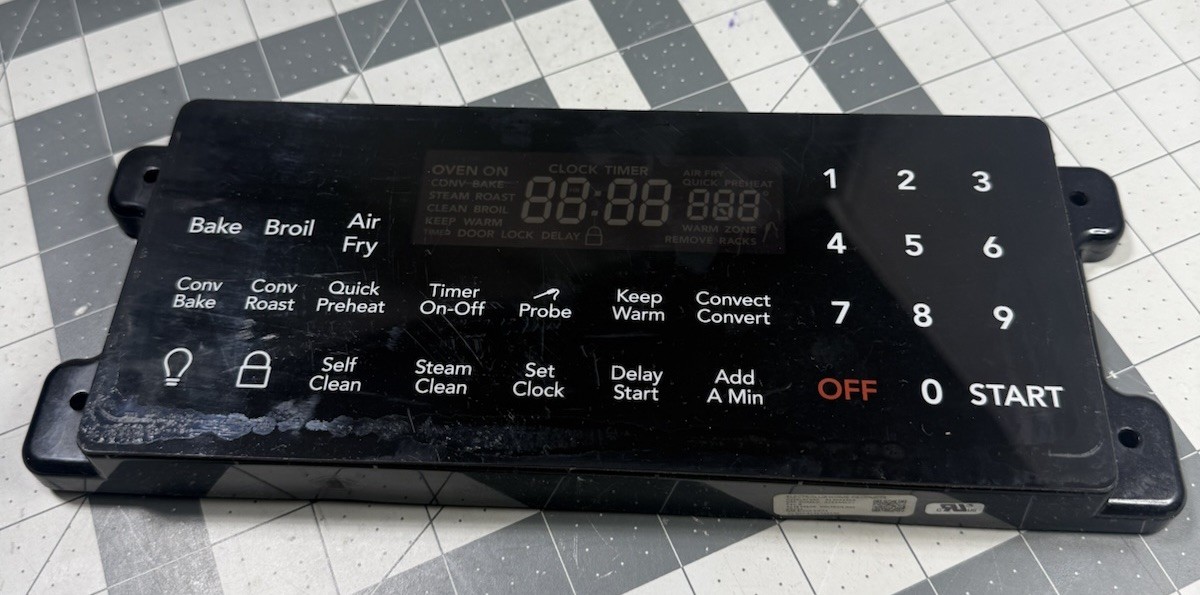 OVEN ON
CLOCK TIMER
AIR FRY
CONV BAKE
QUICK PREHEAT
STEAM ROAST
88:88
888
CLEAN BROIL
KEEP WARM
WARM ZONE
TIMER DOOR LOCK DELAY
REMOVE RACKS
1 2 3
4 5 6
7 8 9
OFF 0 START
Bake
Broil
Air
Fry
Conv
Bake
Conv
Roast
Quick
Preheat
Timer
On-Off
Probe
Keep
Warm
Convect
Convert
Self
Clean
Steam
Clean
Set
Clock
Delay
Start
Add
A Min